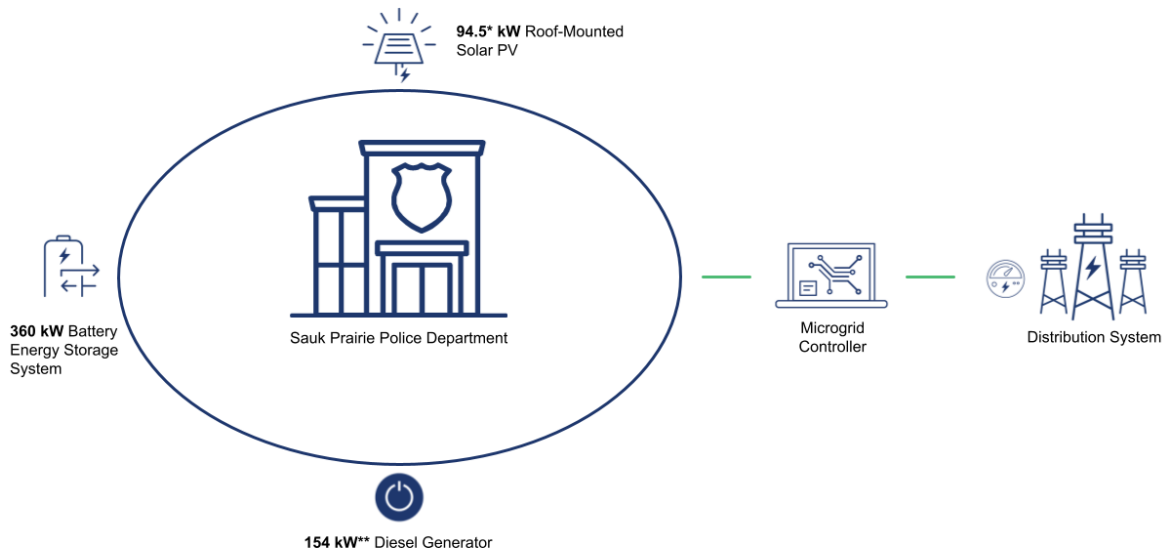 94.5* kW Roof-Mounted
Solar PV
360 kW Battery
Energy Storage
System
Sauk Prairie Police Department
Microgrid
Controller
Distribution System
154 kW** Diesel Generator